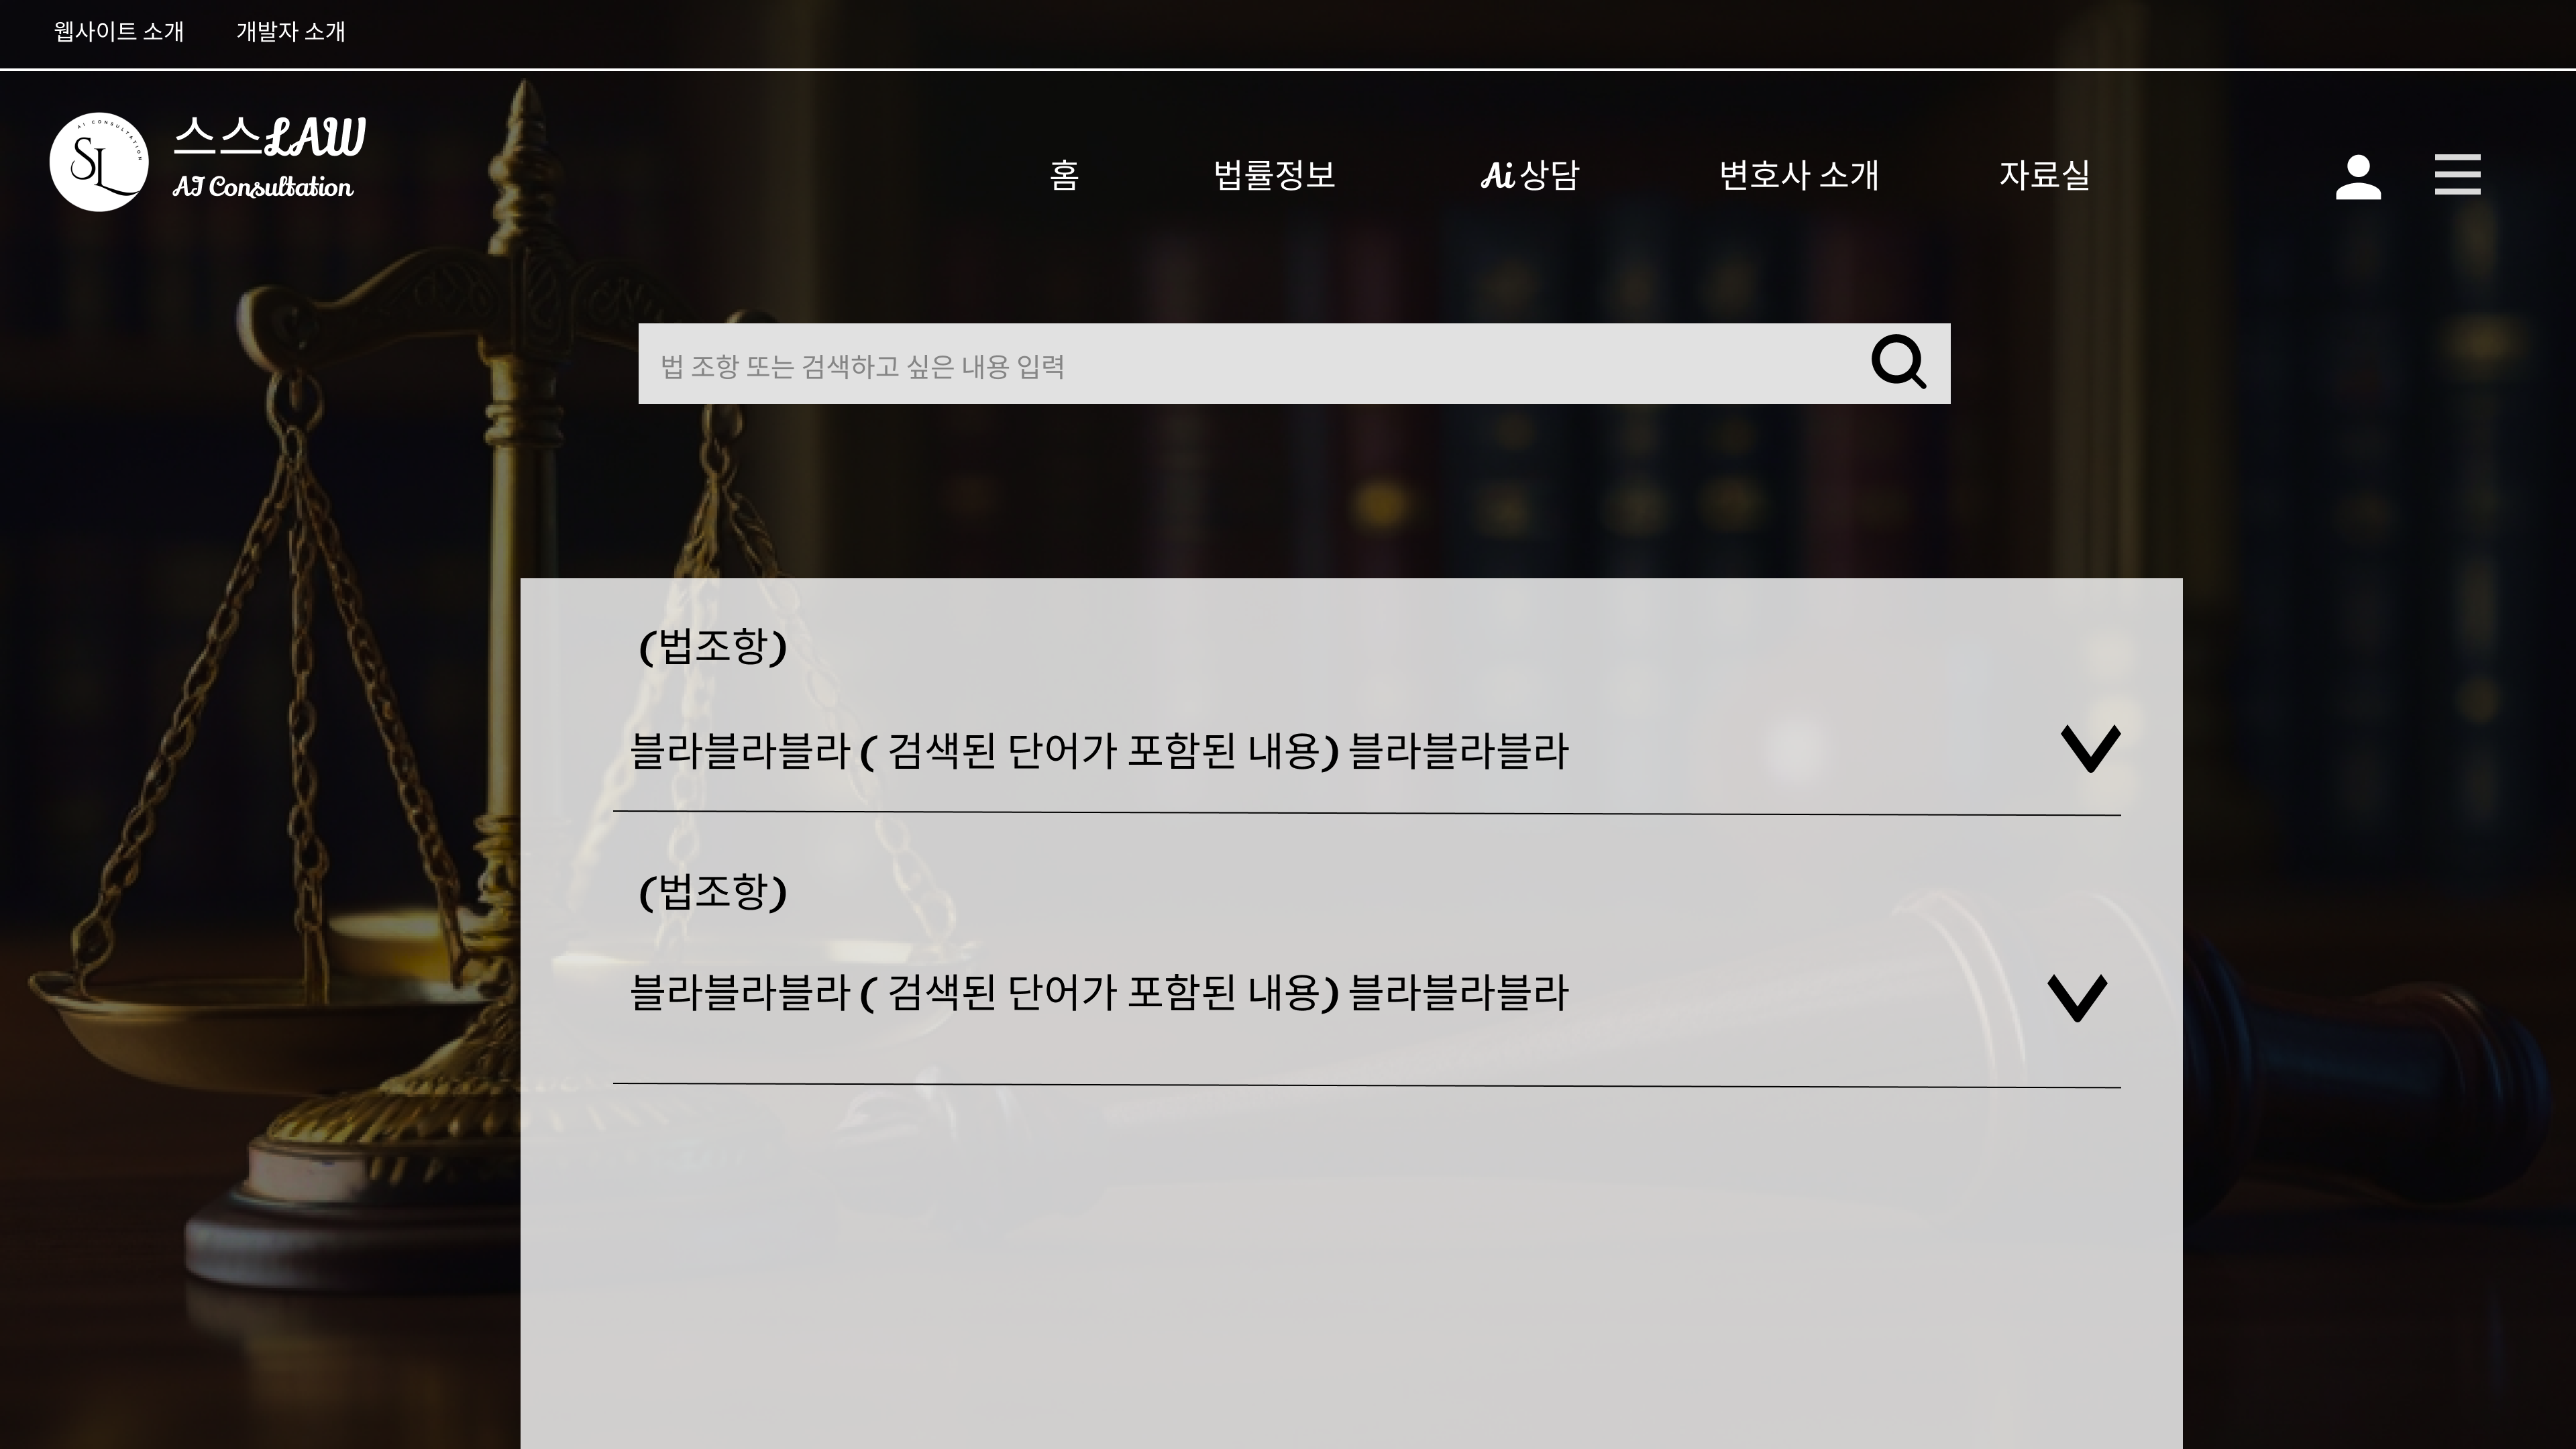 웹사이트 소개 개발자 소개
AI CONSULTATION
SL
스스LAW
AI Consultation
홈 법률정보 Ai 상담 변호사 소개 자료실
법 조항 또는 검색하고 싶은 내용 입력
(법조항)
블라블라블라 ( 검색된 단어가 포함된 내용) 블라블라블라
(법조항)
블라블라블라 ( 검색된 단어가 포함된 내용) 블라블라블라